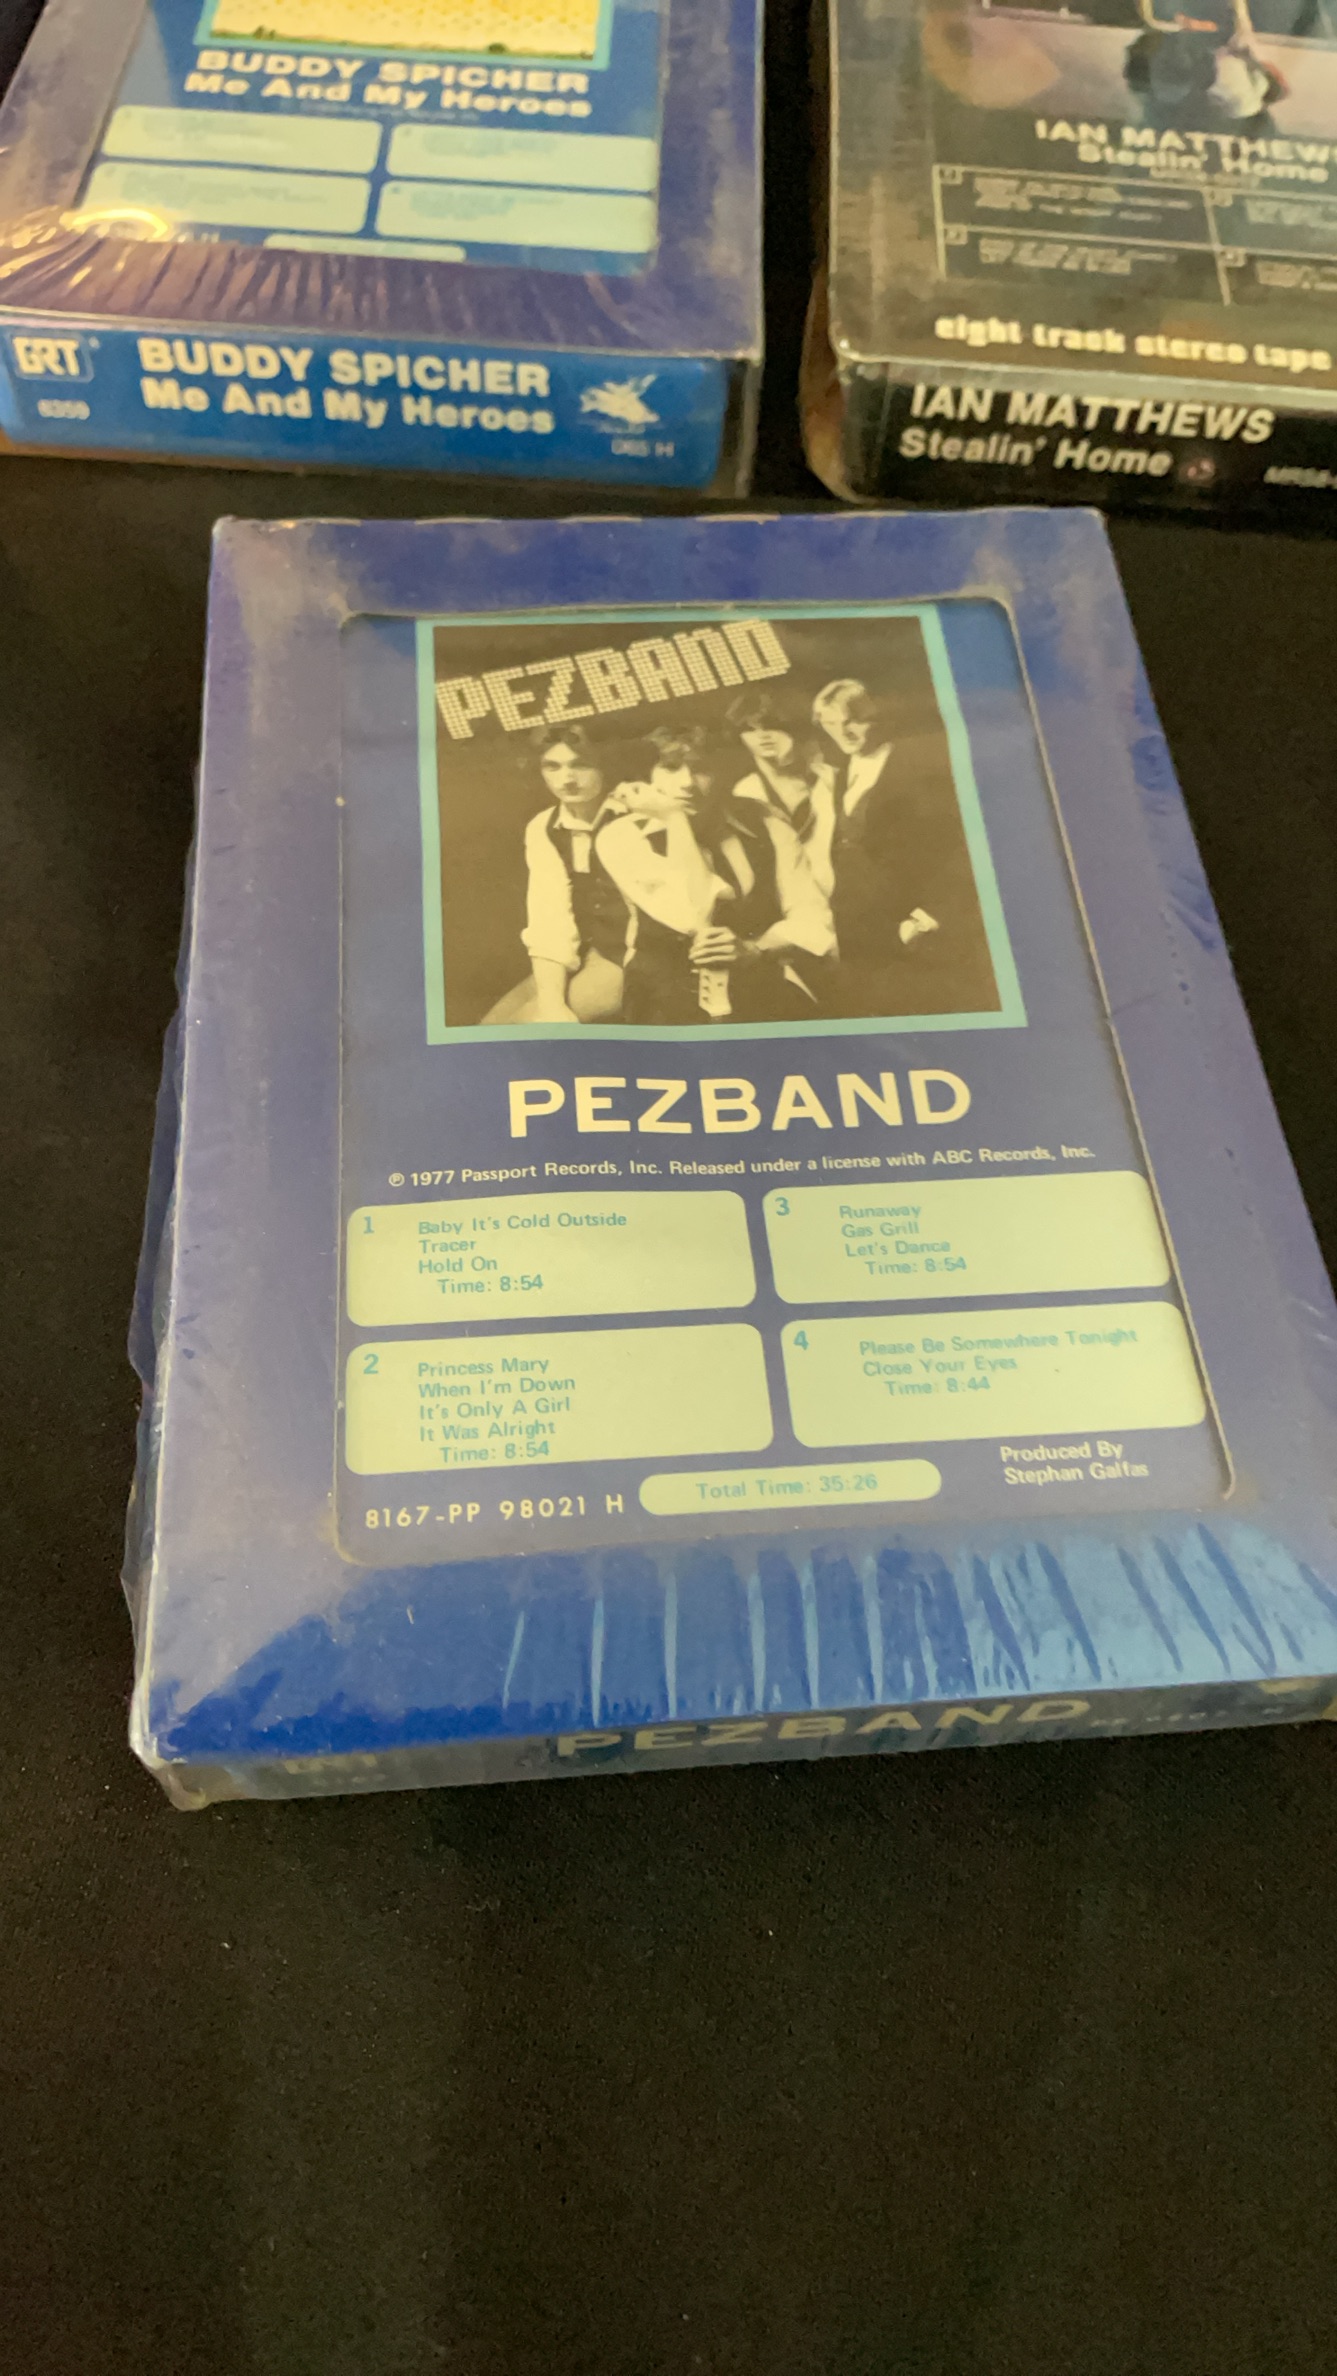 BUDDY SPICHER
Me And My Heroes
GRT
8359
BUDDY SPICHER
Me And My Heroes
H
IAN MATTHEWS
Stealin' Home
1
2
eight track stereo tape
IAN MATTHEWS
Stealin' Home
PEZBAND
PEZBAND
℗ 1977 Passport Records, Inc. Released under a license with ABC Records, Inc.
1 Baby It's Cold Outside
Tracer
Hold On
Time: 8:54
2 Princess Mary
When I'm Down
It's Only A Girl
It Was Alright
Time: 8:54
3 Runaway
Gas Grill
Let's Dance
Time: 8:54
4 Please Be Somewhere Tonight
Close Your Eyes
Time: 8:44
Produced By
Stephan Galfas
Total Time: 35:26
8167-PP 98021 H
PEZBAND